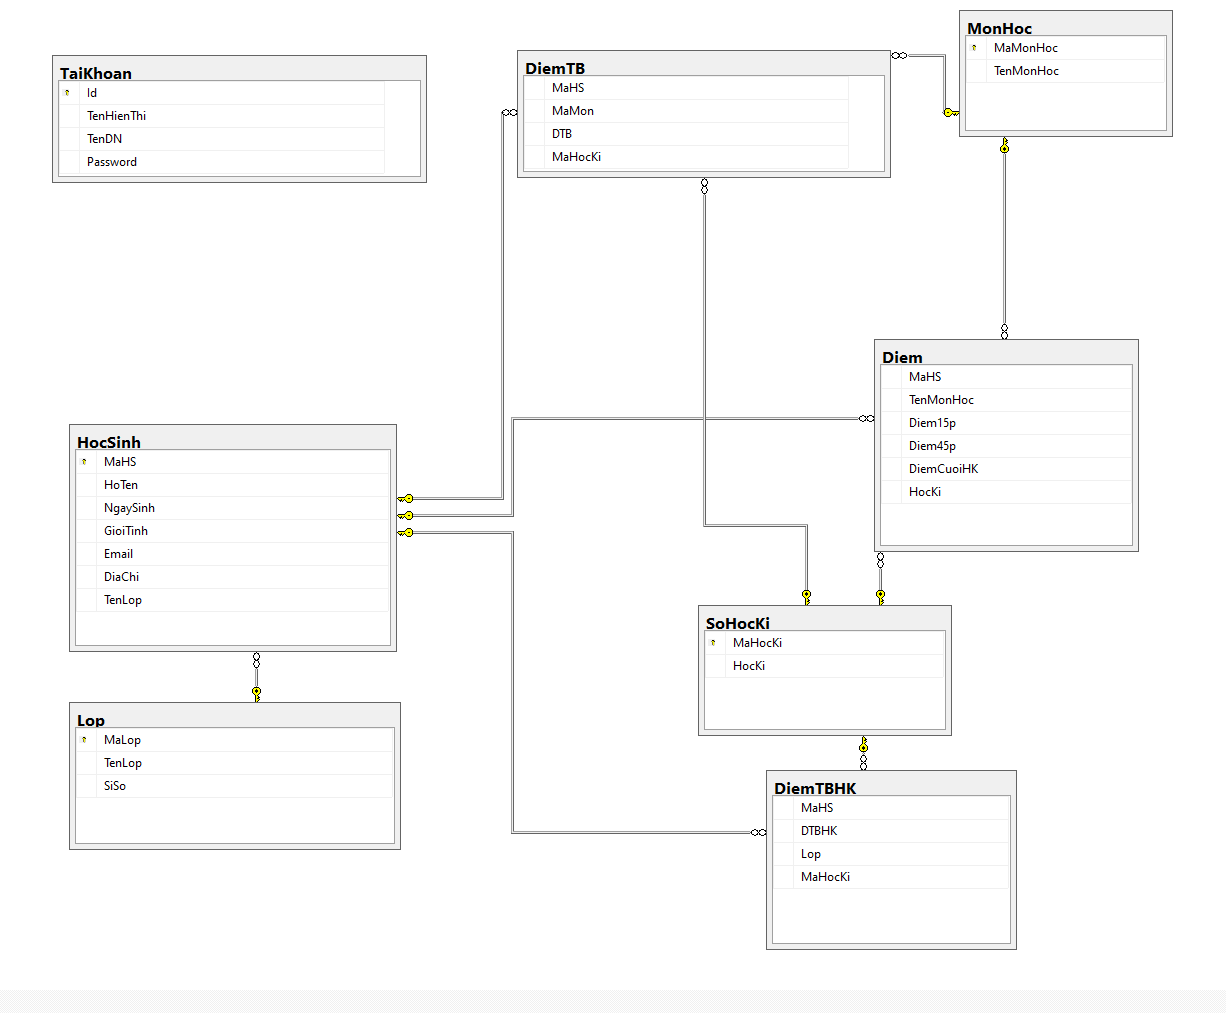 TaiKhoan
Id
TenHienThi
TenDN
Password
DiemTB
MaHS
MaMon
DTB
MaHocKi
MonHoc
MaMonHoc
TenMonHoc
Diem
MaHS
TenMonHoc
Diem15p
Diem45p
DiemCuoiHK
HocKi
HocSinh
MaHS
HoTen
NgaySinh
GioiTinh
Email
DiaChi
TenLop
SoHocKi
MaHocKi
HocKi
Lop
MaLop
TenLop
SiSo
DiemTBHK
MaHS
DTBHK
Lop
MaHocKi